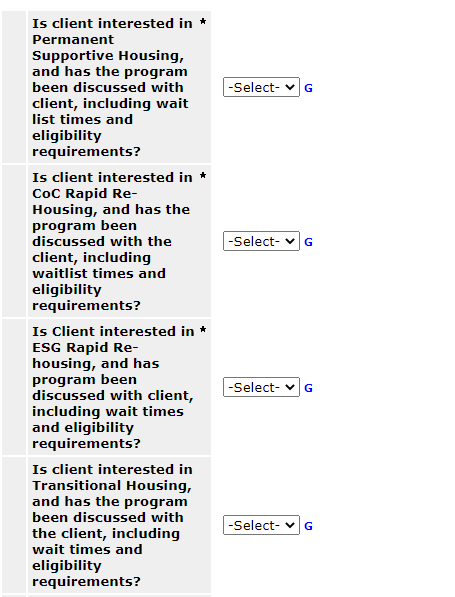 Is client interested in *
Permanent
Supportive Housing,
and has the program
been discussed with
client, including wait
list times and
eligibility
requirements?
-Select- G
Is client interested in *
CoC Rapid Re-
Housing, and has the
program been
discussed with the
client, including
waitlist times and
eligibility
requirements?
-Select- G
Is Client interested in *
ESG Rapid Re-
housing, and has
program been
discussed with client,
including wait times
and eligibility
requirements?
-Select- G
Is client interested in
Transitional Housing,
and has the program
been discussed with
the client, including
wait times and
eligibility
requirements?
-Select- G